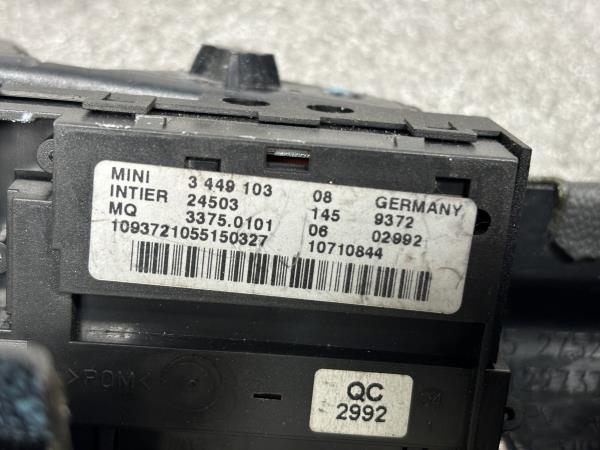 MINI 3 449 103 08 GERMANY
INTIER 24503 145 9372
MQ 3375.0101 06 02992
1093721055150327 10710844
>POM<
QC
2992